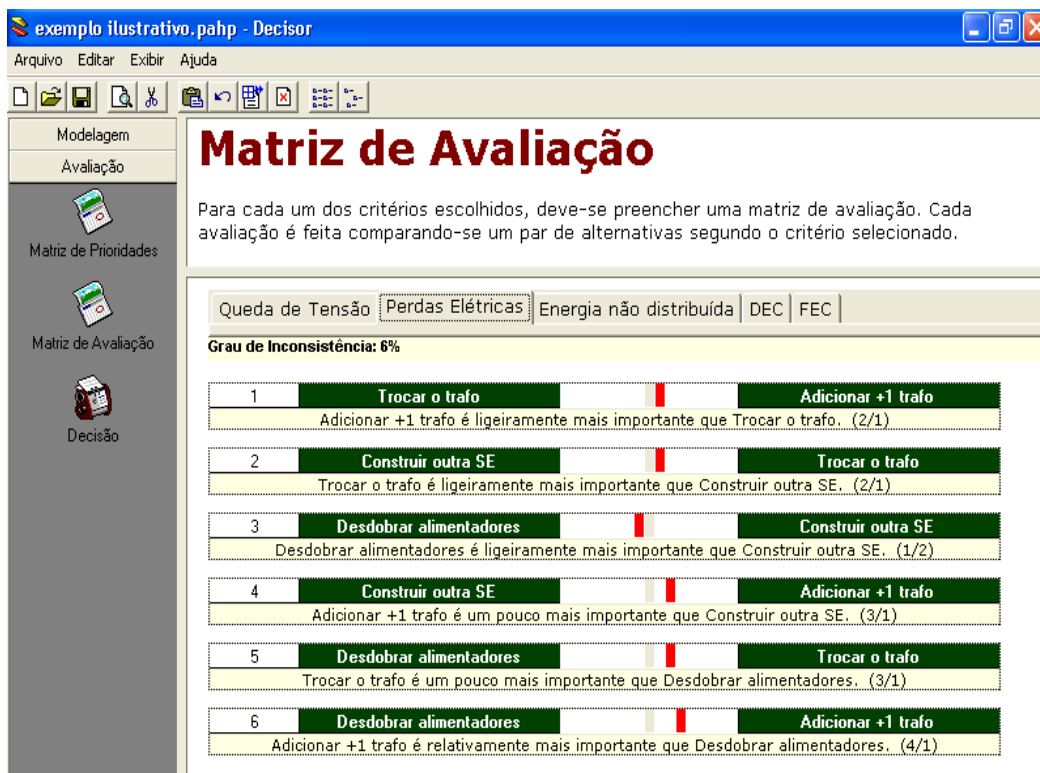 exemplo ilustrativo.pahp - Decisor
Arquivo Editar Exibir Ajuda
Modelagem
Avaliação
Matriz de Prioridades
Matriz de Avaliação
Decisão
Matriz de Avaliação
Para cada um dos critérios escolhidos, deve-se preencher uma matriz de avaliação. Cada
avaliação é feita comparando-se um par de alternativas segundo o critério selecionado.
Queda de Tensão Perdas Elétricas Energia não distribuída DEC FEC
Grau de Inconsistência: 6%
1 Trocar o trafo Adicionar +1 trafo
Adicionar +1 trafo é ligeiramente mais importante que Trocar o trafo. (2/1)
2 Construir outra SE Trocar o trafo
Trocar o trafo é ligeiramente mais importante que Construir outra SE. (2/1)
3 Desdobrar alimentadores Construir outra SE
Desdobrar alimentadores é ligeiramente mais importante que Construir outra SE. (1/2)
4 Construir outra SE Adicionar +1 trafo
Adicionar +1 trafo é um pouco mais importante que Construir outra SE. (3/1)
5 Desdobrar alimentadores Trocar o trafo
Trocar o trafo é um pouco mais importante que Desdobrar alimentadores. (3/1)
6 Desdobrar alimentadores Adicionar +1 trafo
Adicionar +1 trafo é relativamente mais importante que Desdobrar alimentadores. (4/1)